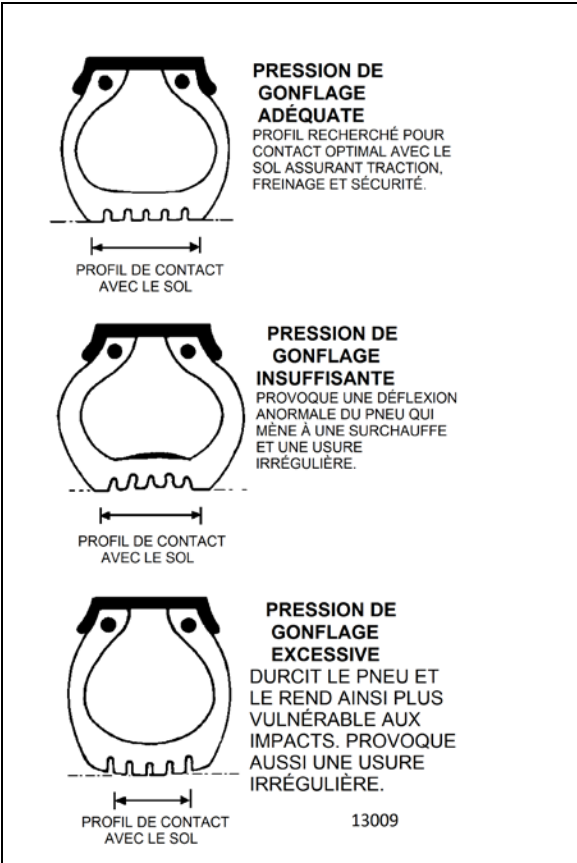 PRESSION DE
GONFLAGE
ADÉQUATE
PROFIL RECHERCHÉ POUR
CONTACT OPTIMAL AVEC LE
SOL ASSURANT TRACTION,
FREINAGE ET SÉCURITÉ.
PROFIL DE CONTACT
AVEC LE SOL
PRESSION DE
GONFLAGE
INSUFFISANTE
PROVOQUE UNE DÉFLEXION
ANORMALE DU PNEU QUI
MÈNE À UNE SURCHAUFFE
ET UNE USURE
IRRÉGULIÈRE.
PROFIL DE CONTACT
AVEC LE SOL
PRESSION DE
GONFLAGE
EXCESSIVE
DURCIT LE PNEU ET
LE REND AINSI PLUS
VULNÉRABLE AUX
IMPACTS. PROVOQUE
AUSSI UNE USURE
IRRÉGULIÈRE.
PROFIL DE CONTACT
AVEC LE SOL
13009